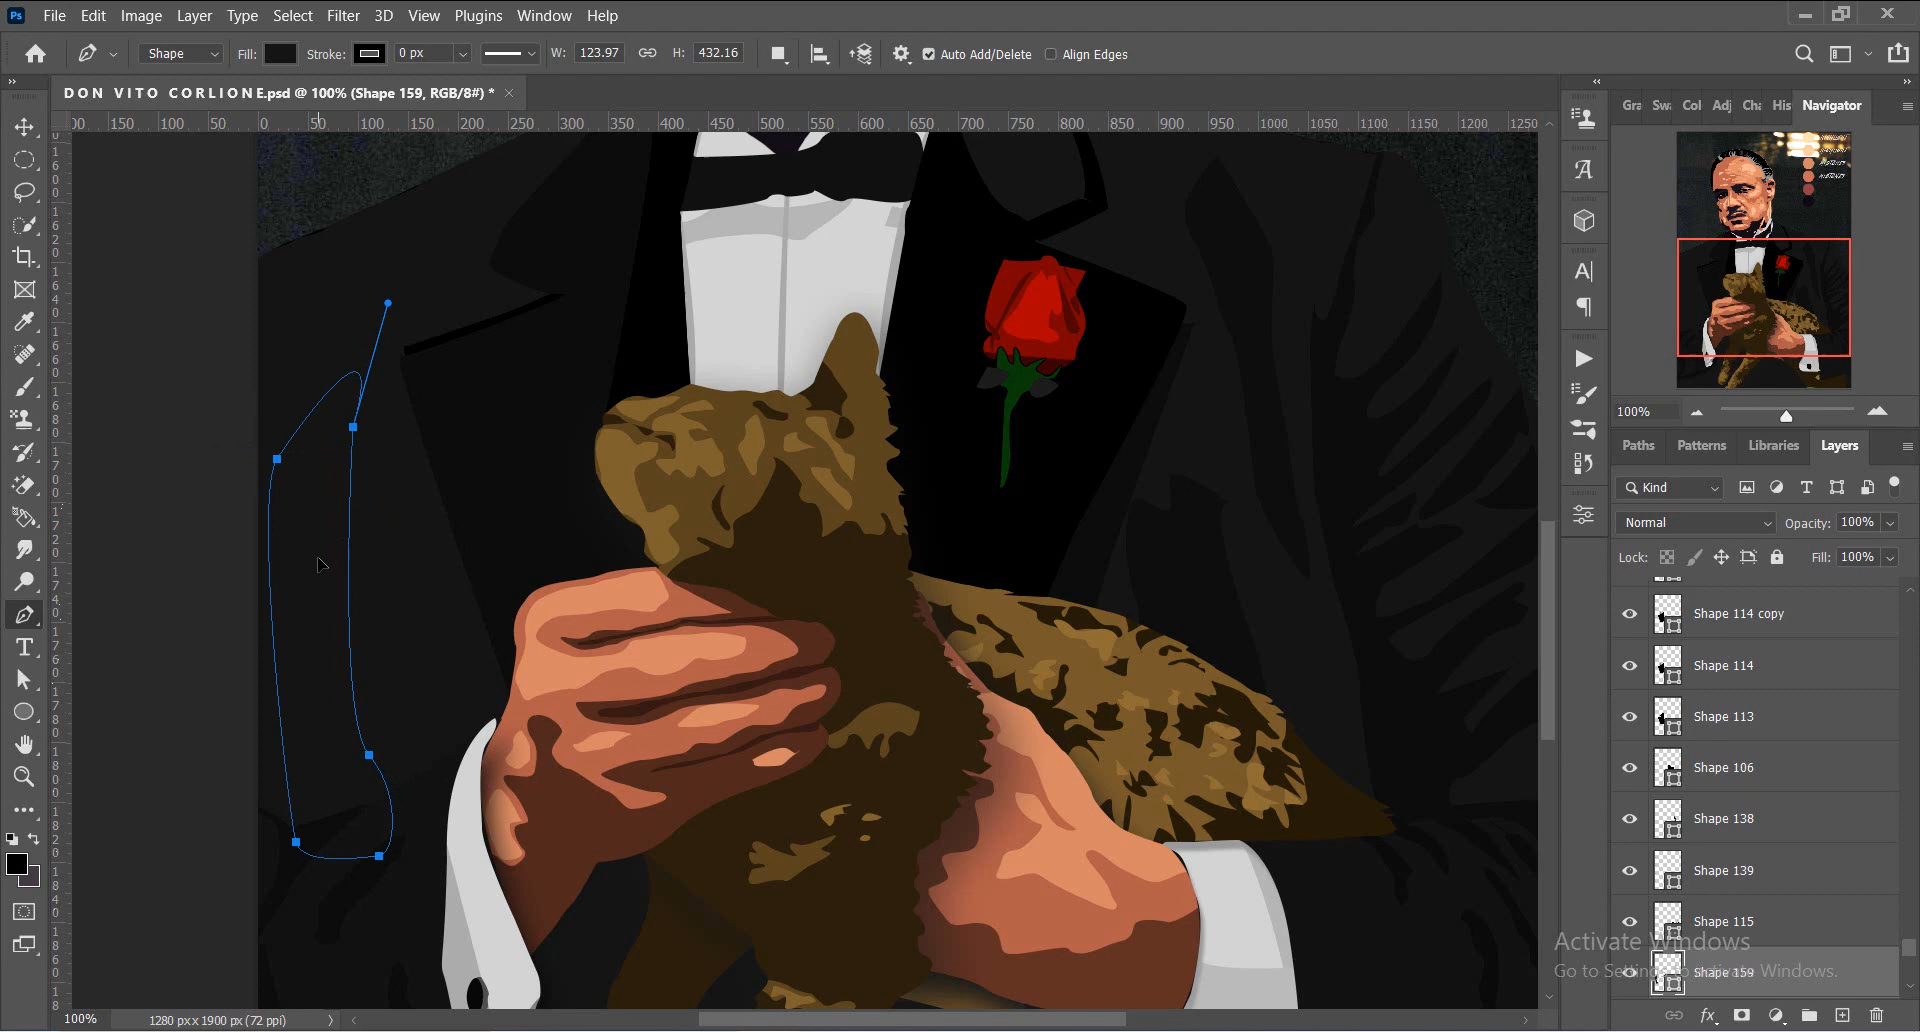 File Edit Image Layer Type Select Filter 3D View Plugins Window Help
Shape Fill: Stroke: 0 px W: 123.97 H: 432.16 Auto Add/Delete Align Edges
DON VITO CORLIONE.psd @ 100% (Shape 159, RGB/8#) *
Gra Swa Col Adj Cha His Navigator
00 150 100 50 0 50 100 150 200 250 300 350 400 450 500 550 600 650 700 750 800 850 900 950 1000 1050 1100 1150 1200 1250
100%
Paths Patterns Libraries Layers
Kind
Normal Opacity: 100%
Lock: Fill: 100%
Shape 114 copy
Shape 114
Shape 113
Shape 106
Shape 138
Shape 139
Shape 115
Shape 159
Activate Windows
Go to Settings to activate Windows.
100% 1280 px x 1900 px (72 ppi)